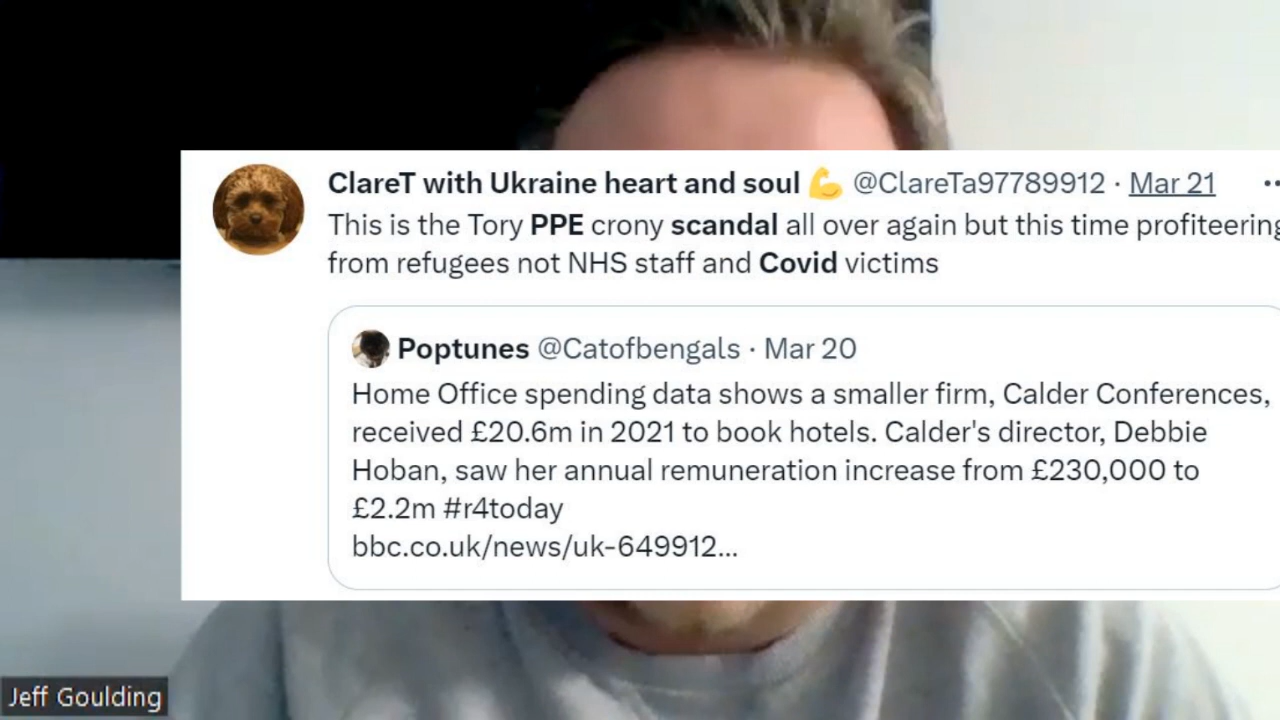 ClareT with Ukraine heart and soul 💪 @ClareTa97789912 · Mar 21
This is the Tory PPE crony scandal all over again but this time profiteering
from refugees not NHS staff and Covid victims
Poptunes @Catofbengals · Mar 20
Home Office spending data shows a smaller firm, Calder Conferences,
received £20.6m in 2021 to book hotels. Calder's director, Debbie
Hoban, saw her annual remuneration increase from £230,000 to
£2.2m #r4today
bbc.co.uk/news/uk-649912...
Jeff Goulding